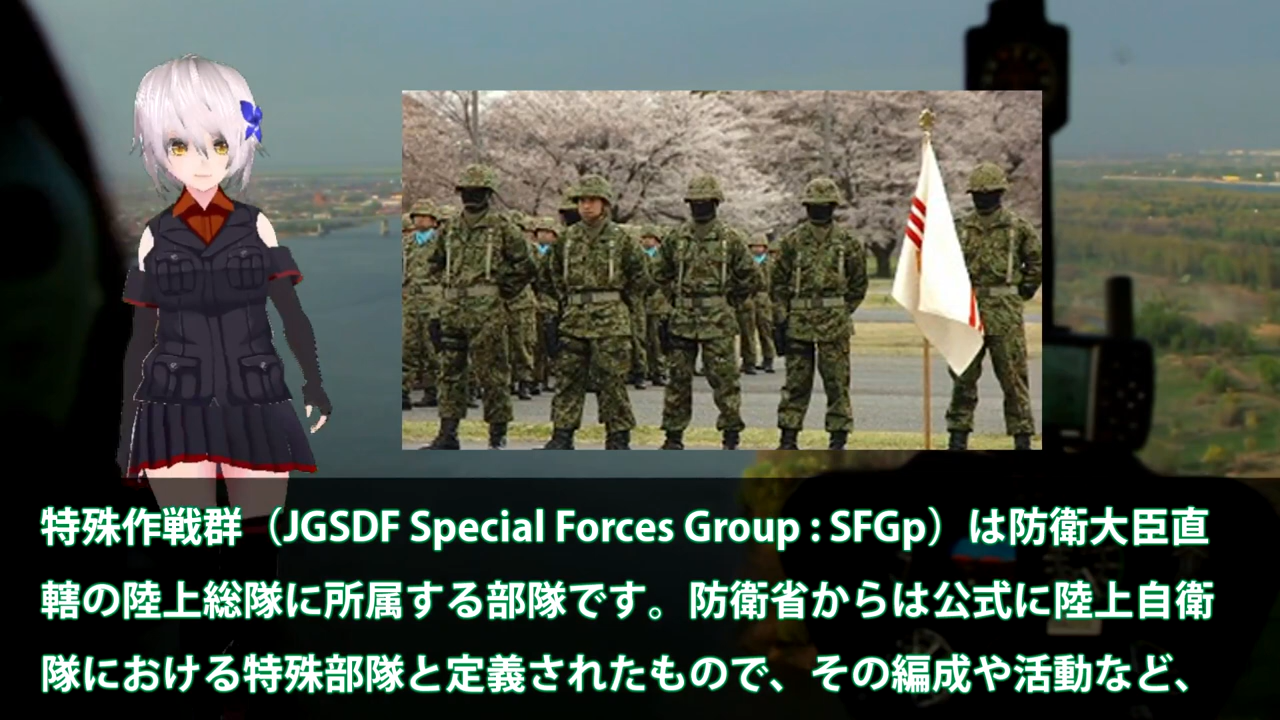 特殊作戦群（JGSDF Special Forces Group : SFGp）は防衛大臣直
轄の陸上総隊に所属する部隊です。防衛省からは公式に陸上自衛
隊における特殊部隊と定義されたもので、その編成や活動など、